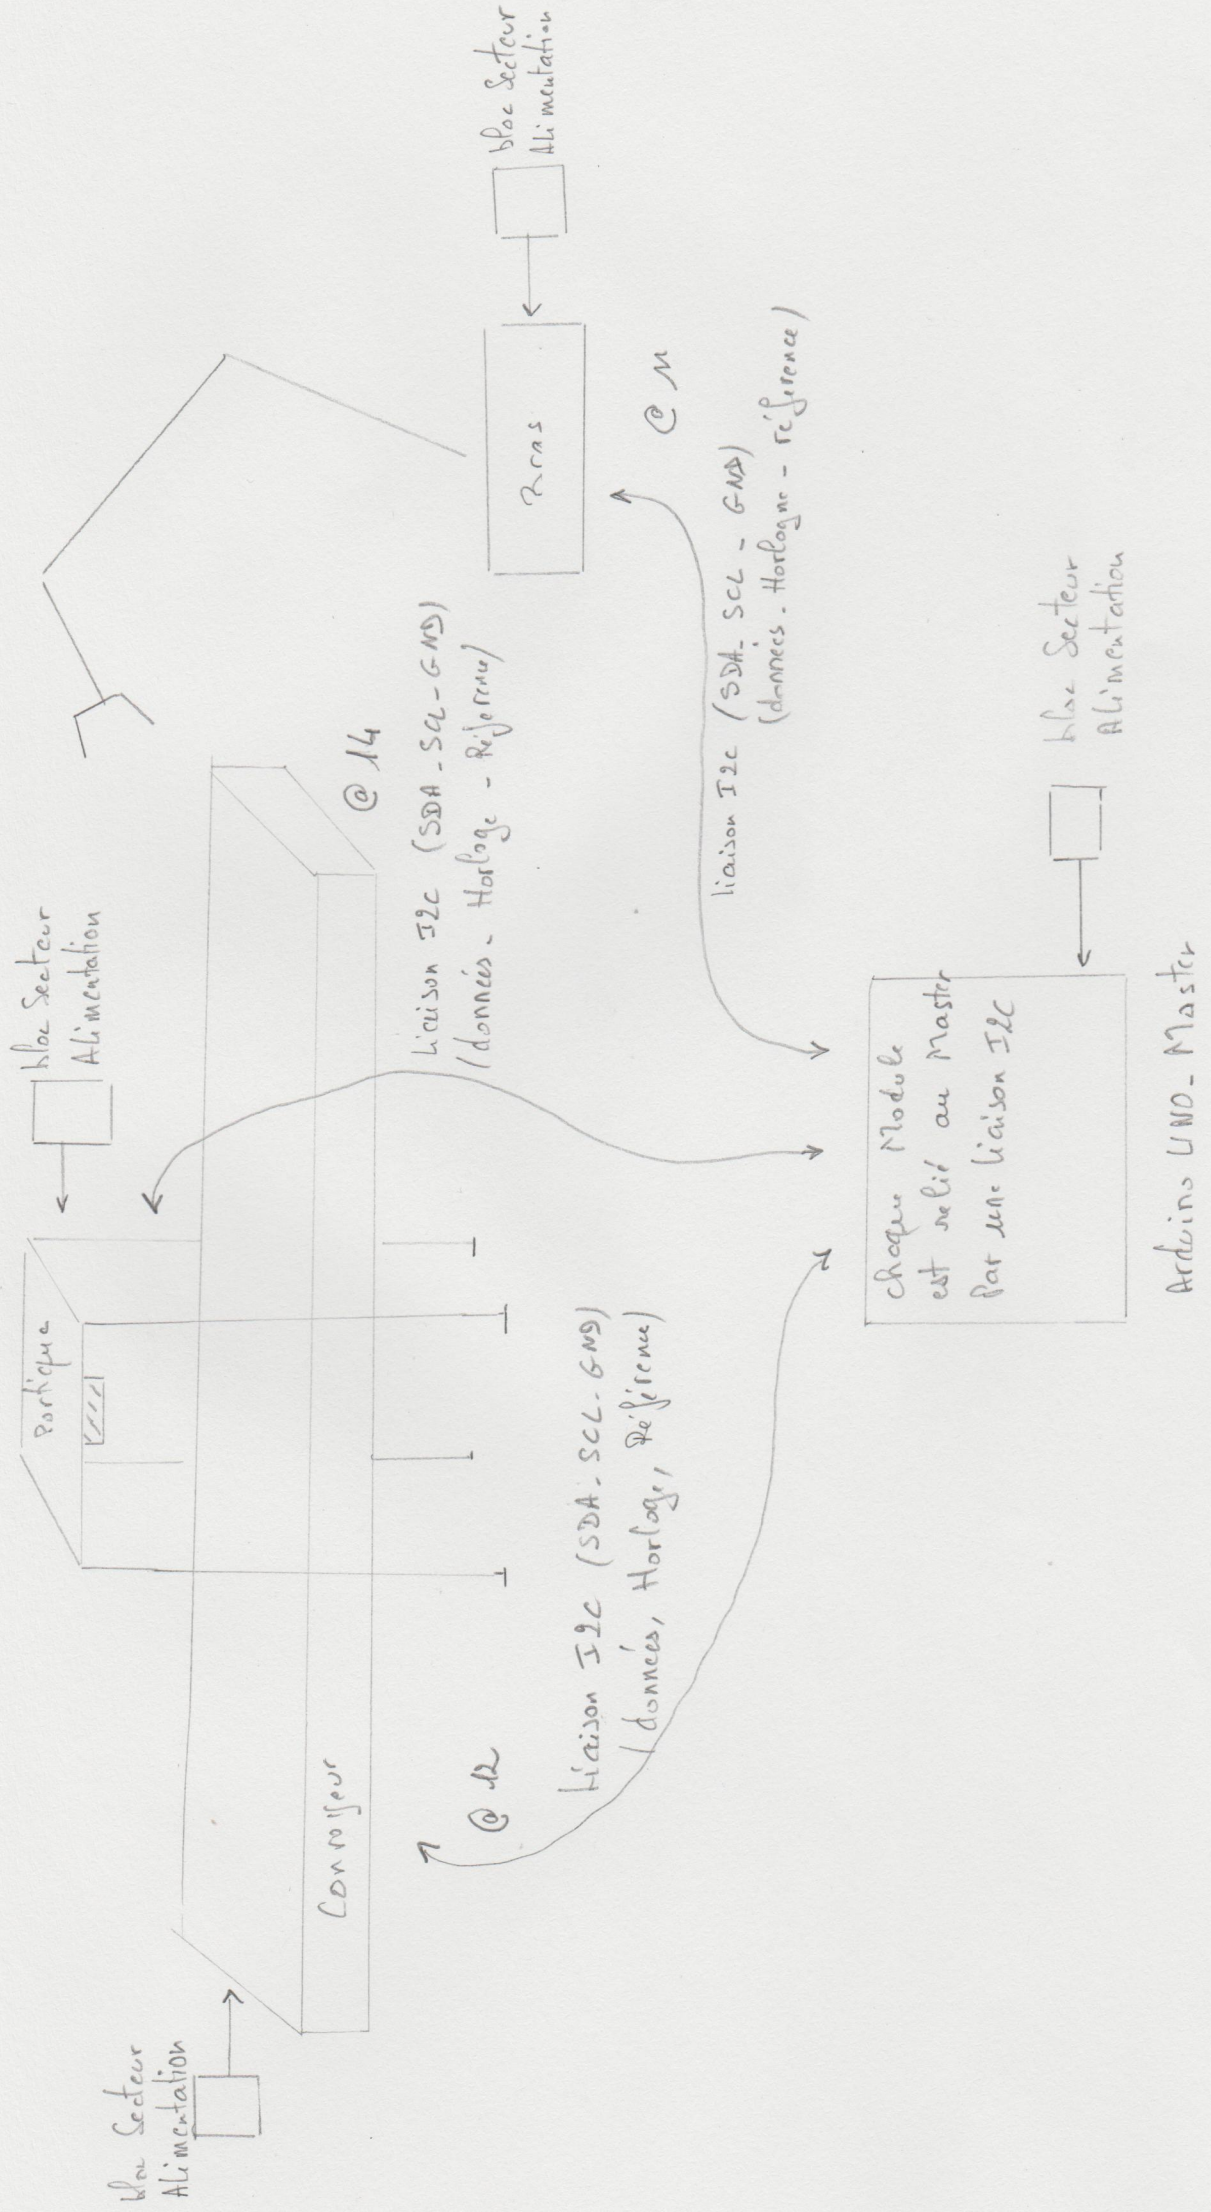 bloc Secteur
Alimentation
bloc Secteur
Alimentation
Portique
Convoyeur
@ 14
Liaison I2C (SDA - SCL - GND)
(données - Horloge - Référence)
bloc Secteur
Alimentation
Bras
@ 11
liaison I2C (SDA - SCL - GND)
(données - Horlogne - référence)
@ 12
Liaison I2C (SDA - SCL - GND)
(données, Horloge, Référence)
chaque Module
est relié au Master
Par une liaison I2C
bloc Secteur
Alimentation
Arduino UNO - Master